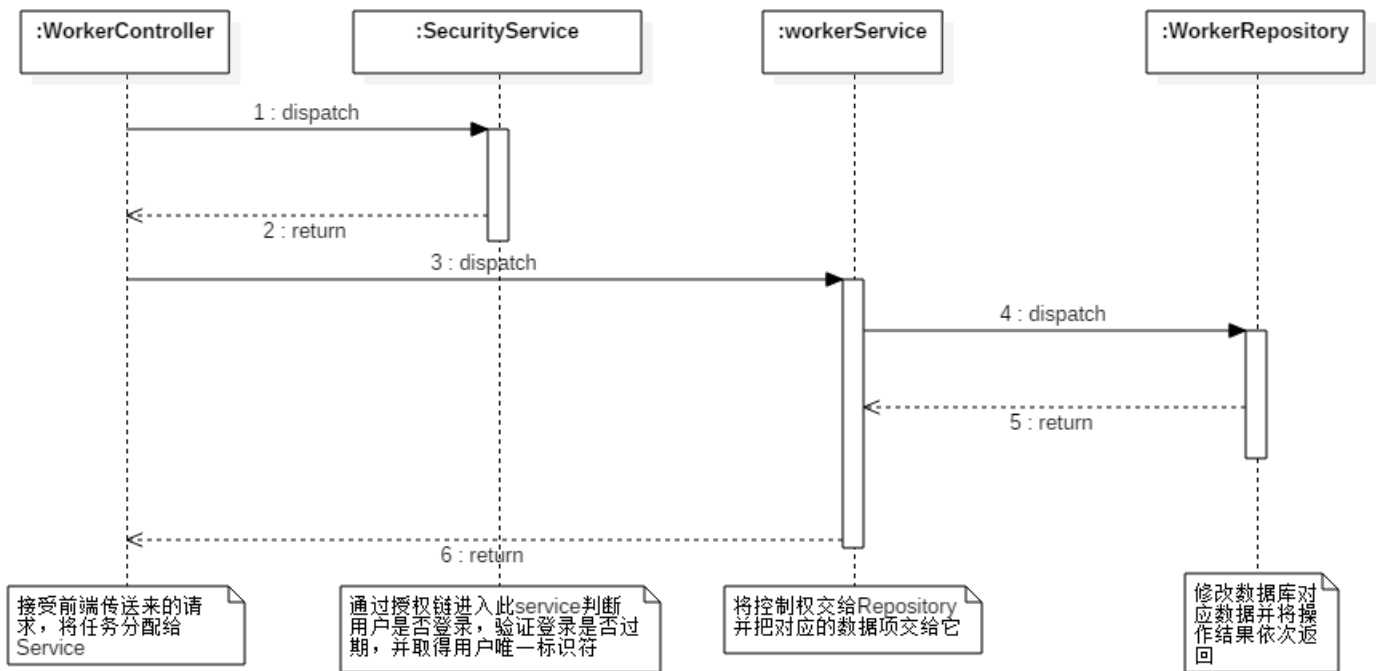 :WorkerController
:SecurityService
:workerService
:WorkerRepository
1 : dispatch
2 : return
3 : dispatch
4 : dispatch
5 : return
6 : return
接受前端传送来的请
求，将任务分配给
Service
通过授权链进入此service判断
用户是否登录，验证登录是否过
期，并取得用户唯一标识符
将控制权交给Repository
并把对应的数据项交给它
修改数据库对
应数据并将操
作结果依次返
回